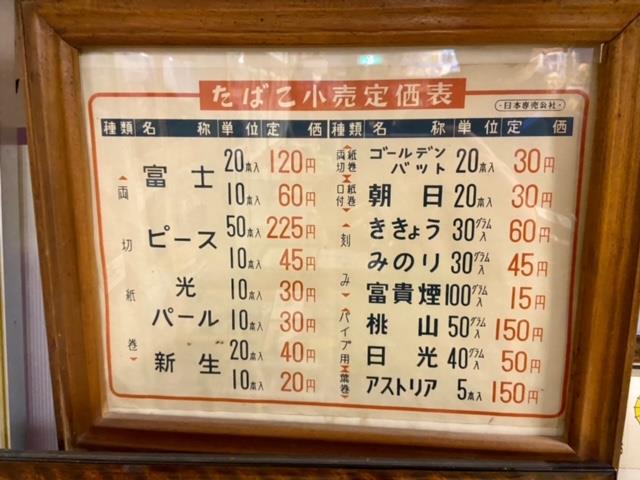 たばこ小売定価表
日本専売公社
種類 名称 単位 定価
両切紙巻
富士 20本入 120円
10本入 60円
ピース 50本入 225円
10本入 45円
光 10本入 30円
パール 10本入 30円
新生 20本入 40円
10本入 20円
種類 名称 単位 定価
両切紙巻 ゴールデンバット 20本入 30円
口付紙巻 朝日 20本入 30円
刻み ききょう 30グラム入 60円
みのり 30グラム入 45円
富貴煙 100グラム入 15円
パイプ用 桃山 50グラム入 150円
日光 40グラム入 50円
葉巻 アストリア 5本入 150円